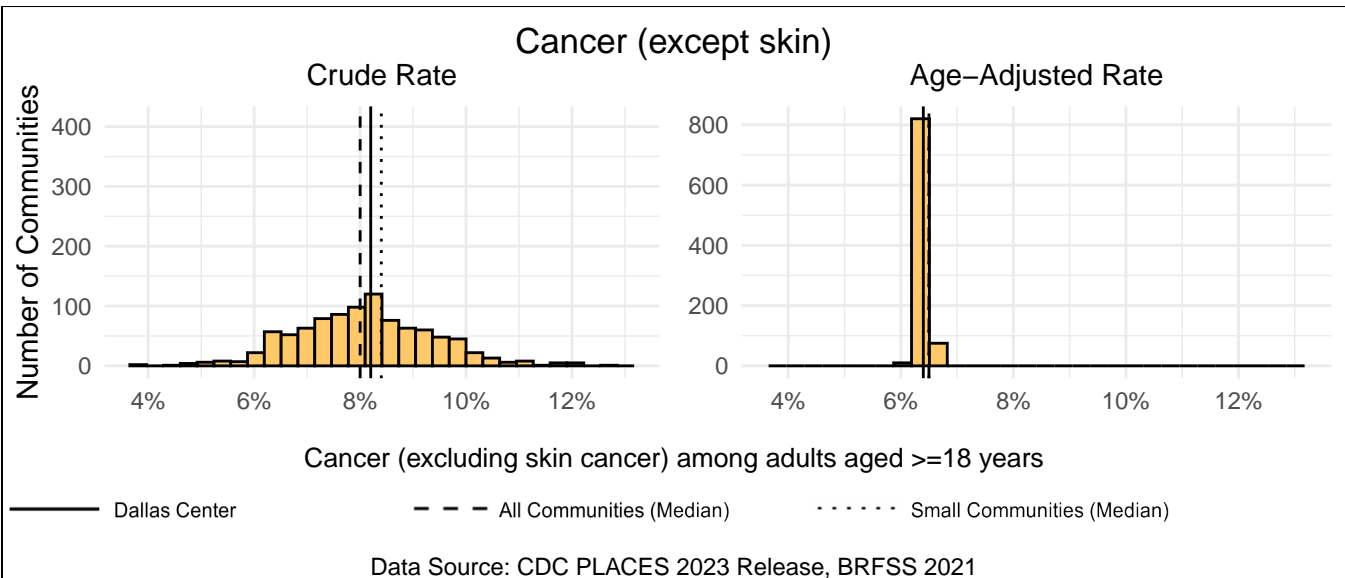 Cancer (except skin)
Crude Rate
Age−Adjusted Rate
Number of Communities
400
300
200
100
0
4%
6%
8%
10%
12%
800
600
400
200
0
4%
6%
8%
10%
12%
Cancer (excluding skin cancer) among adults aged >=18 years
Dallas Center
All Communities (Median)
Small Communities (Median)
Data Source: CDC PLACES 2023 Release, BRFSS 2021